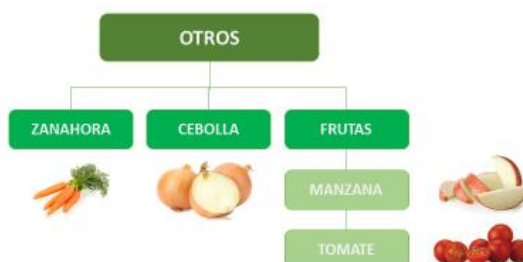 OTROS
ZANAHORA
CEBOLLA
FRUTAS
MANZANA
TOMATE